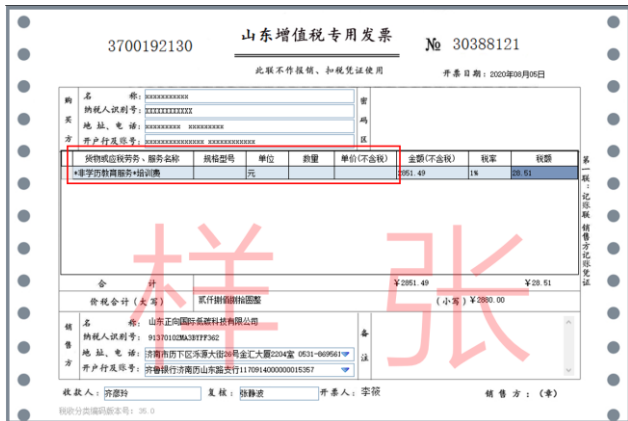 山东增值税专用发票
3700192130
№ 30388121
此联不作报销、扣税凭证使用
开票日期：2020年08月05日
购买方
名 称：xxxxxxxxxxx
纳税人识别号：xxxxxxxxxxxx
地 址、电 话：xxxxxxxxx xxxxxxxxx
开户行及账号：xxxxxxxxxxxxxxx xxxxxxxxxxxx
密码区
货物或应税劳务、服务名称 规格型号 单位 数量 单价(不含税) 金额(不含税) 税率 税额
*非学历教育服务*培训费 元 2851.49 1% 28.51
合 计 ¥2851.49 ¥28.51
价税合计（大写） 贰仟捌佰捌拾圆整 （小写）¥2880.00
样张
第一联：记账联 销售方记账凭证
销售方
名 称：山东正向国际低碳科技有限公司
纳税人识别号：91370102MA3BYFF362
地 址、电 话：济南市历下区泺源大街26号金汇大厦2204室 0531-669561
开户行及账号：齐鲁银行济南历山东路支行1170914000000015357
备注
收款人：齐彦玲 复核：张静波 开票人：李筱 销售方：（章）
税收分类编码版本号：35.0